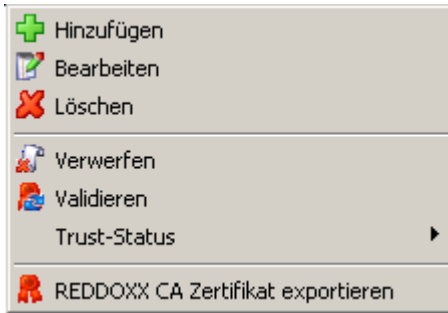 Hinzufügen
Bearbeiten
Löschen
Verwerfen
Validieren
Trust-Status
REDDOXX CA Zertifikat exportieren